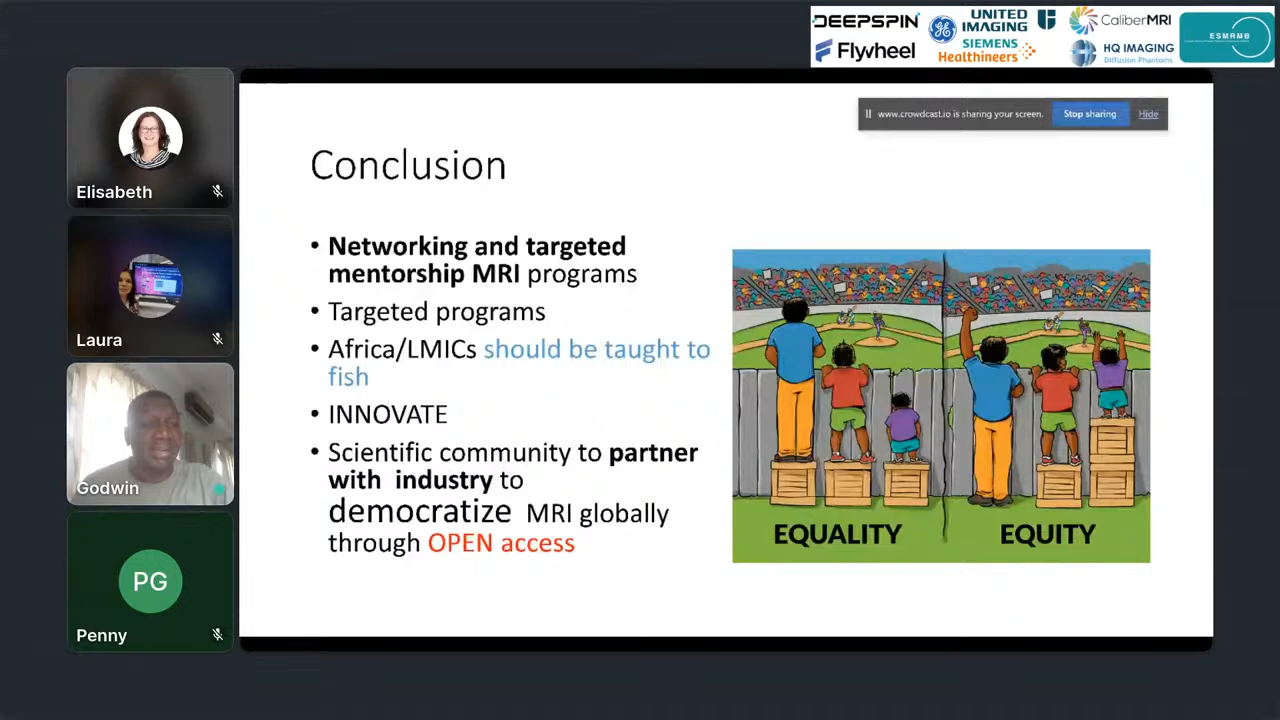 DEEPSPIN
UNITED
IMAGING
CaliberMRI
ESMRMB
Flywheel
SIEMENS
Healthineers
HQ IMAGING
Diffusion Phantoms
www.crowdcast.io is sharing your screen.
Stop sharing
Hide
Elisabeth
Laura
Godwin
PG
Penny
Conclusion
• Networking and targeted
mentorship MRI programs
• Targeted programs
• Africa/LMICs should be taught to
fish
• INNOVATE
• Scientific community to partner
with industry to
democratize MRI globally
through OPEN access
EQUALITY
EQUITY